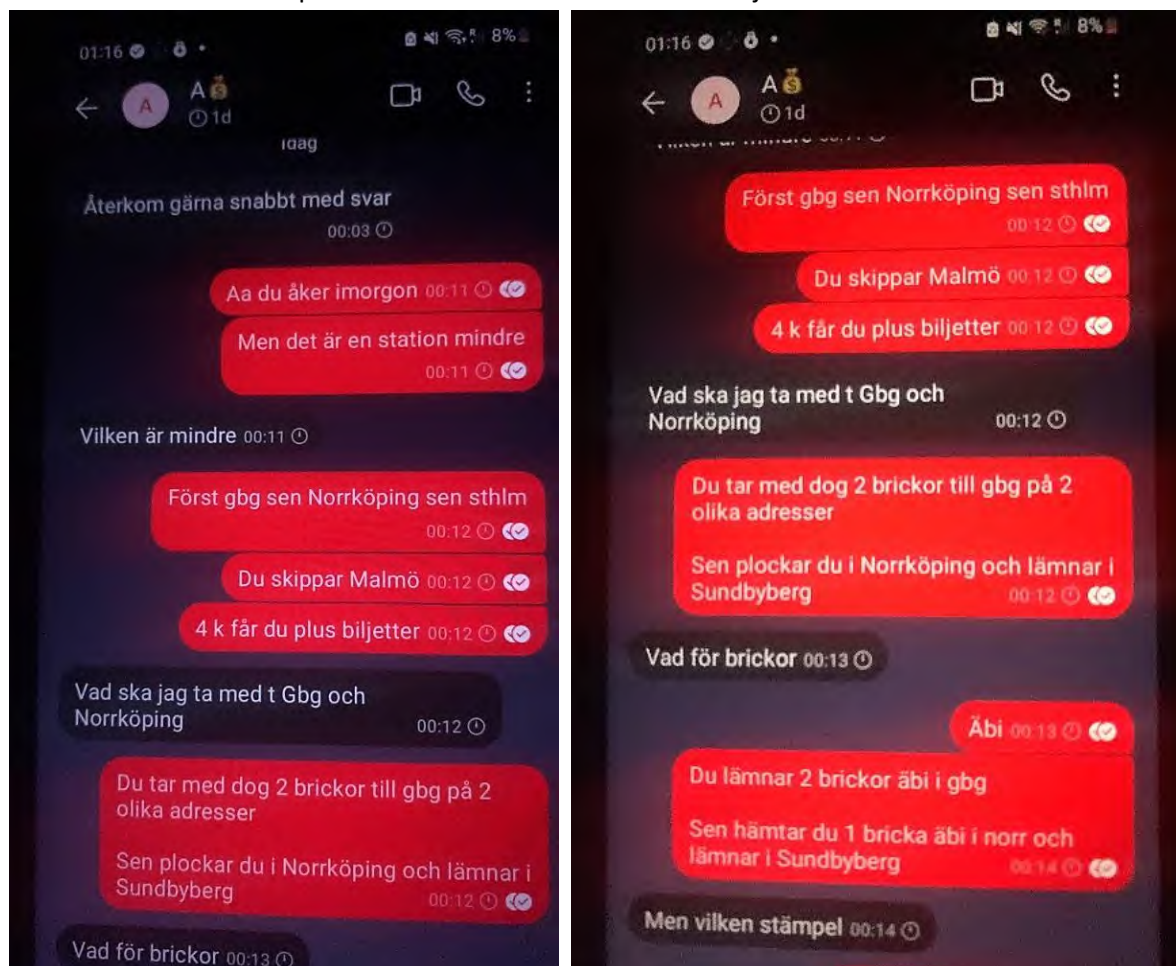 01:16
8%
A
A
1d
Idag
Återkom gärna snabbt med svar
00:03
Aa du åker imorgon 00:11
Men det är en station mindre
00:11
Vilken är mindre 00:11
Först gbg sen Norrköping sen sthlm
00:12
Du skippar Malmö 00:12
4 k får du plus biljetter 00:12
Vad ska jag ta med t Gbg och
Norrköping 00:12
Du tar med dog 2 brickor till gbg på 2
olika adresser
Sen plockar du i Norrköping och lämnar i
Sundbyberg 00:12
Vad för brickor 00:13
01:16
8%
A
A
1d
Vilken är mindre
Först gbg sen Norrköping sen sthlm
00:12
Du skippar Malmö 00:12
4 k får du plus biljetter 00:12
Vad ska jag ta med t Gbg och
Norrköping 00:12
Du tar med dog 2 brickor till gbg på 2
olika adresser
Sen plockar du i Norrköping och lämnar i
Sundbyberg 00:12
Vad för brickor 00:13
Äbi 00:13
Du lämnar 2 brickor äbi i gbg
Sen hämtar du 1 bricka äbi i norr och
lämnar i Sundbyberg 00:14
Men vilken stämpel 00:14